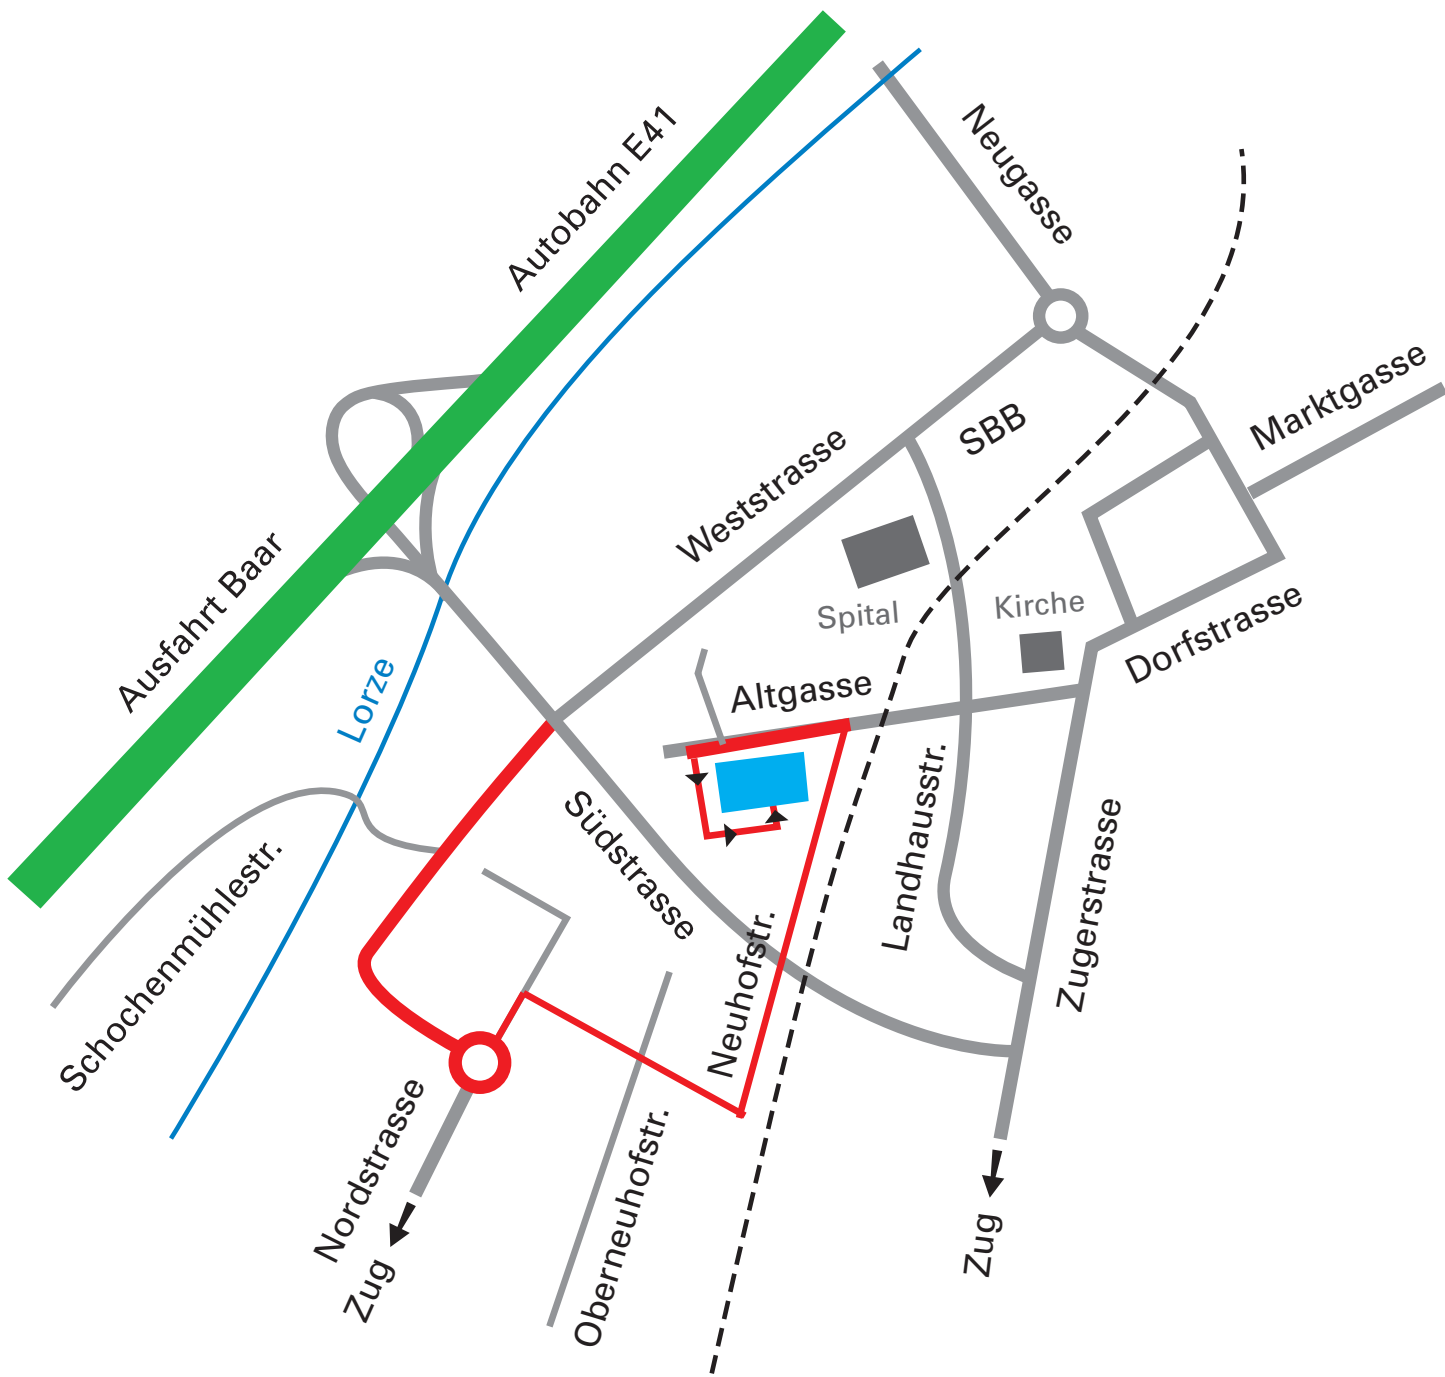 Autobahn E41
Neugasse
Marktgasse
SBB
Weststrasse
Ausfahrt Baar
Spital
Kirche
Dorfstrasse
Lorze
Altgasse
Südstrasse
Landhausstr.
Zugerstrasse
Schochenmühlestr.
Neuhofstr.
Nordstrasse
Oberneuhofstr.
Zug
Zug